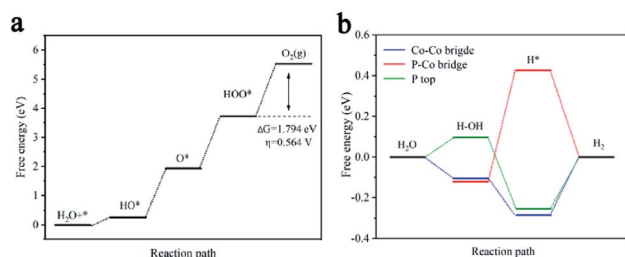 a
Free energy (eV)
6
5
4
3
2
1
0
H₂O+*
HO*
O*
HOO*
O₂(g)
ΔG=1.794 eV
η=0.564 V
Reaction path
b
Free energy (eV)
0.6
0.4
0.2
0.0
-0.2
-0.4
Co-Co brigde
P-Co bridge
P top
H₂O
H-OH
H*
H₂
Reaction path